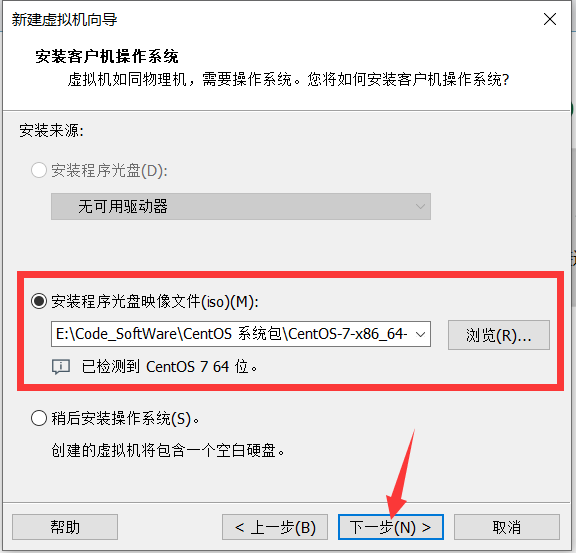 新建虚拟机向导
安装客户机操作系统
虚拟机如同物理机，需要操作系统。您将如何安装客户机操作系统?
安装来源:
安装程序光盘(D):
无可用驱动器
安装程序光盘映像文件(iso)(M):
E:\Code_SoftWare\CentOS 系统包\CentOS-7-x86_64-
浏览(R)...
已检测到 CentOS 7 64 位。
稍后安装操作系统(S)。
创建的虚拟机将包含一个空白硬盘。
帮助
< 上一步(B)
下一步(N) >
取消